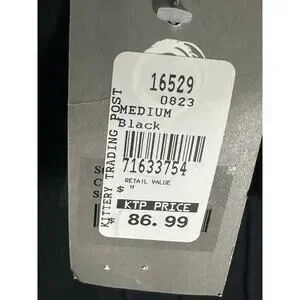 16529
0823
MEDIUM
Black
KITTERY TRADING POST
71633754
RETAIL VALUE
KTP PRICE
86.99